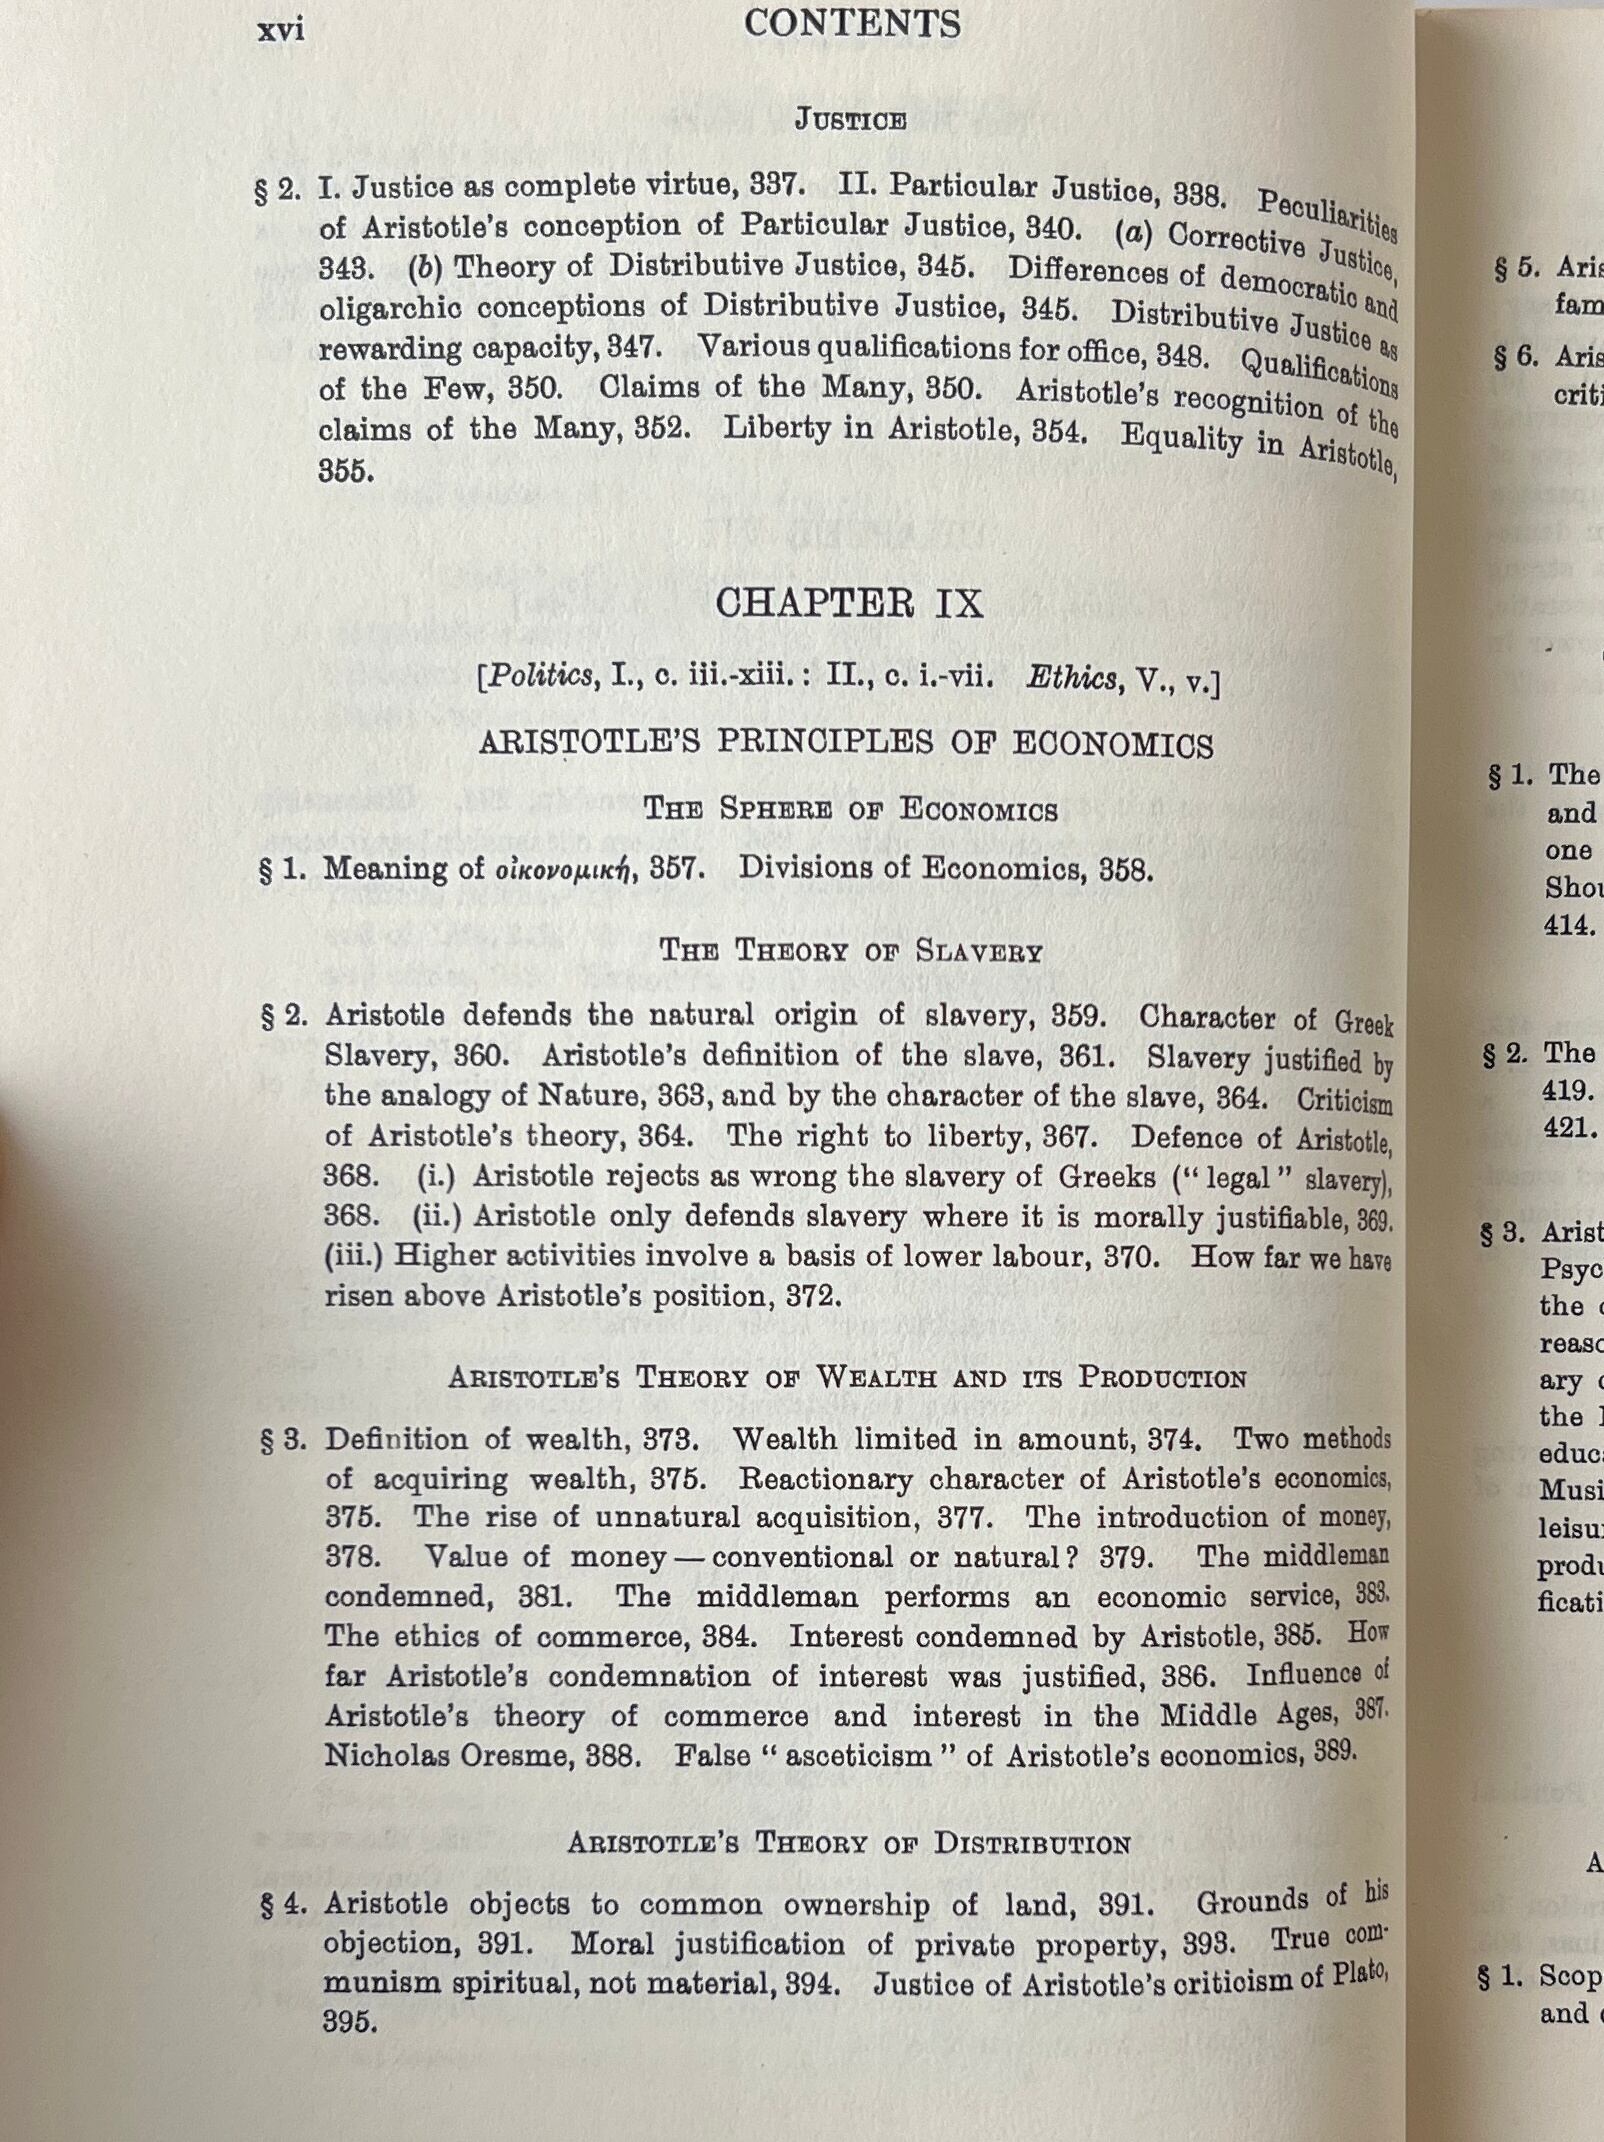 xvi
CONTENTS
JUSTICE
§ 2. I. Justice as complete virtue, 337. II. Particular Justice, 338. Peculiarities
of Aristotle's conception of Particular Justice, 340. (a) Corrective Justice,
343. (b) Theory of Distributive Justice, 345. Differences of democratic and
oligarchic conceptions of Distributive Justice, 345. Distributive Justice as
rewarding capacity, 347. Various qualifications for office, 348. Qualifications
of the Few, 350. Claims of the Many, 350. Aristotle's recognition of the
claims of the Many, 352. Liberty in Aristotle, 354. Equality in Aristotle,
355.
CHAPTER IX
[Politics, I., c. iii.-xiii. : II., c. i.-vii. Ethics, V., v.]
ARISTOTLE'S PRINCIPLES OF ECONOMICS
THE SPHERE OF ECONOMICS
§ 1. Meaning of οἰκονομική, 357. Divisions of Economics, 358.
THE THEORY OF SLAVERY
§ 2. Aristotle defends the natural origin of slavery, 359. Character of Greek
Slavery, 360. Aristotle's definition of the slave, 361. Slavery justified by
the analogy of Nature, 363, and by the character of the slave, 364. Criticism
of Aristotle's theory, 364. The right to liberty, 367. Defence of Aristotle,
368. (i.) Aristotle rejects as wrong the slavery of Greeks (" legal " slavery),
368. (ii.) Aristotle only defends slavery where it is morally justifiable, 369.
(iii.) Higher activities involve a basis of lower labour, 370. How far we have
risen above Aristotle's position, 372.
ARISTOTLE'S THEORY OF WEALTH AND ITS PRODUCTION
§ 3. Definition of wealth, 373. Wealth limited in amount, 374. Two methods
of acquiring wealth, 375. Reactionary character of Aristotle's economics,
375. The rise of unnatural acquisition, 377. The introduction of money,
378. Value of money — conventional or natural? 379. The middleman
condemned, 381. The middleman performs an economic service, 383.
The ethics of commerce, 384. Interest condemned by Aristotle, 385. How
far Aristotle's condemnation of interest was justified, 386. Influence of
Aristotle's theory of commerce and interest in the Middle Ages, 387.
Nicholas Oresme, 388. False " asceticism " of Aristotle's economics, 389.
ARISTOTLE'S THEORY OF DISTRIBUTION
§ 4. Aristotle objects to common ownership of land, 391. Grounds of his
objection, 391. Moral justification of private property, 393. True com-
munism spiritual, not material, 394. Justice of Aristotle's criticism of Plato,
395.
§ 5.
§ 6.
§ 1. The
and
one
414.
§ 2. The
419.
421.
§ 3.
the
the
§ 1.
and